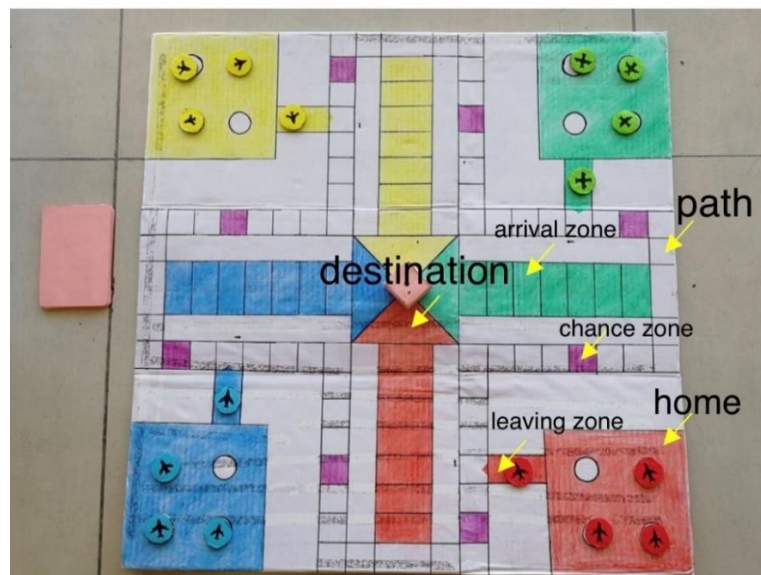 path
arrival zone
destination
chance zone
home
leaving zone